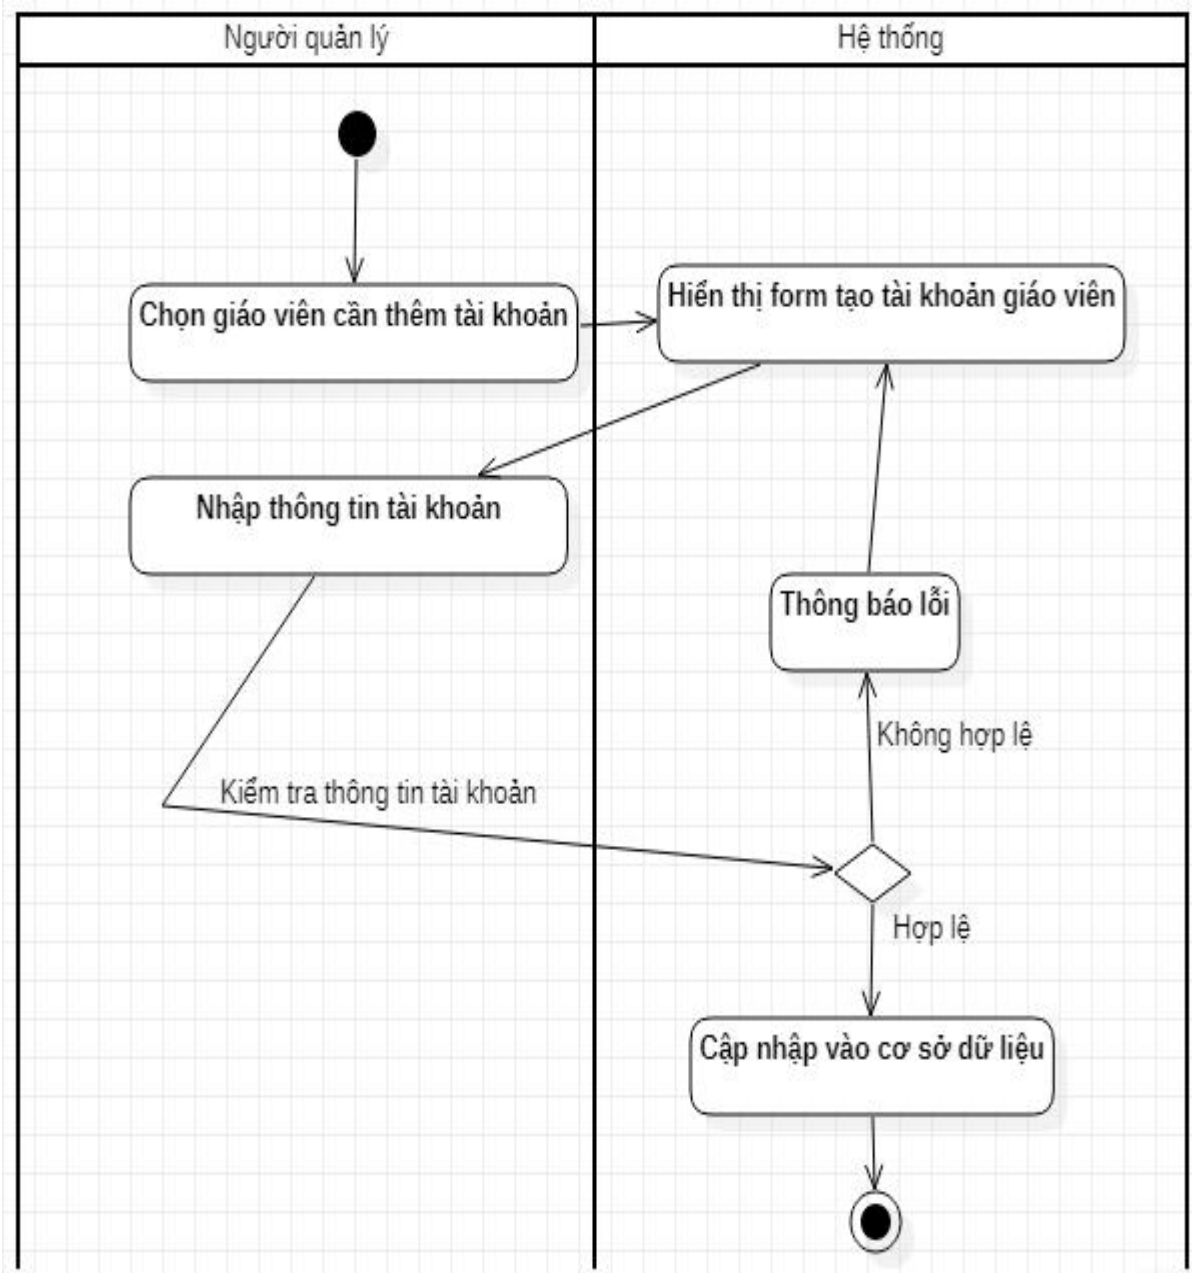 Người quản lý
Hệ thống
Chọn giáo viên cần thêm tài khoản
Hiển thị form tạo tài khoản giáo viên
Nhập thông tin tài khoản
Thông báo lỗi
Không hợp lệ
Kiểm tra thông tin tài khoản
Hợp lệ
Cập nhập vào cơ sở dữ liệu